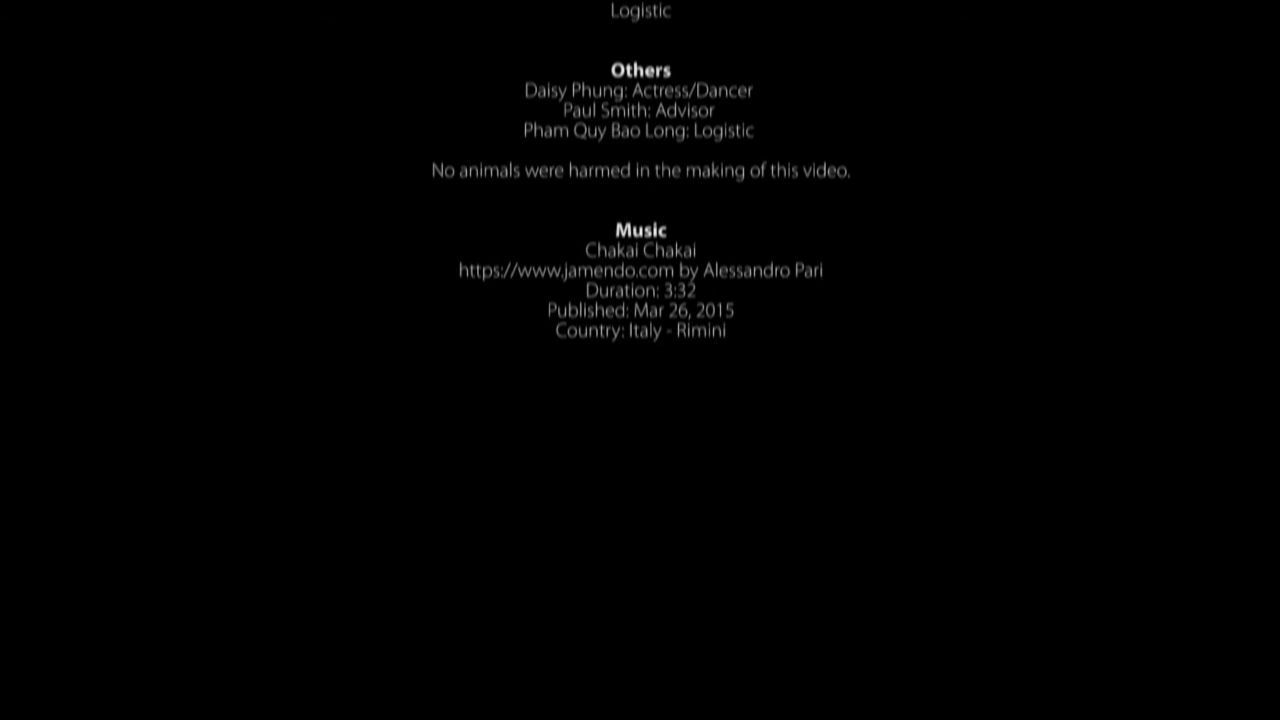 Logistic
Others
Daisy Phung: Actress/Dancer
Paul Smith: Advisor
Pham Quy Bao Long: Logistic
No animals were harmed in the making of this video.
Music
Chakai Chakai
https://www.jamendo.com by Alessandro Pari
Duration: 3:32
Published: Mar 26, 2015
Country: Italy - Rimini